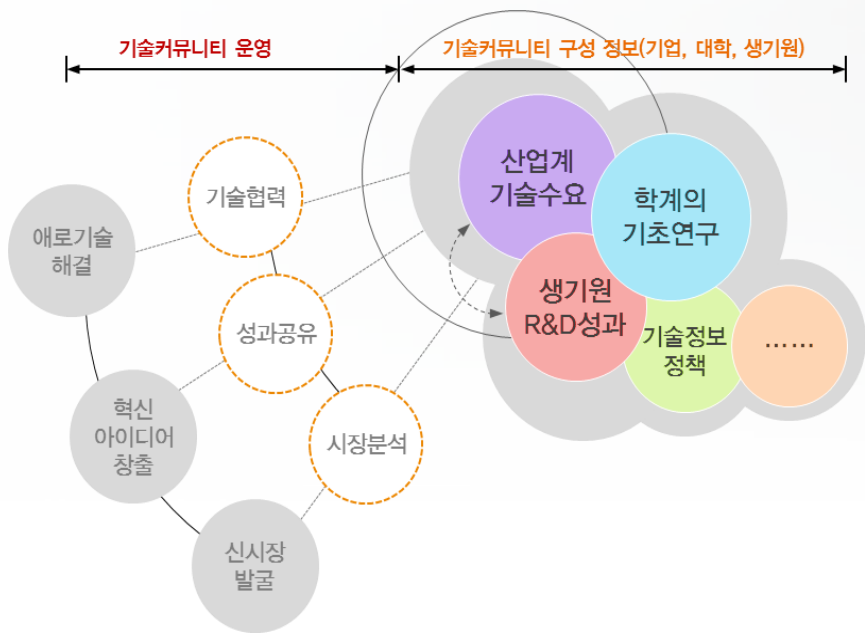 기술커뮤니티 운영
기술커뮤니티 구성 정보(기업, 대학, 생기원)
산업계
기술수요
학계의
기초연구
기술협력
애로기술
해결
생기원
R&D성과
성과공유
기술정보
정책
……
혁신
아이디어
창출
시장분석
신시장
발굴